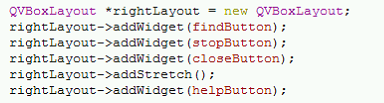 QVBoxLayout *rightLayout = new QVBoxLayout;
rightLayout->addWidget(findButton);
rightLayout->addWidget(stopButton);
rightLayout->addWidget(closeButton);
rightLayout->addStretch();
rightLayout->addWidget(helpButton);